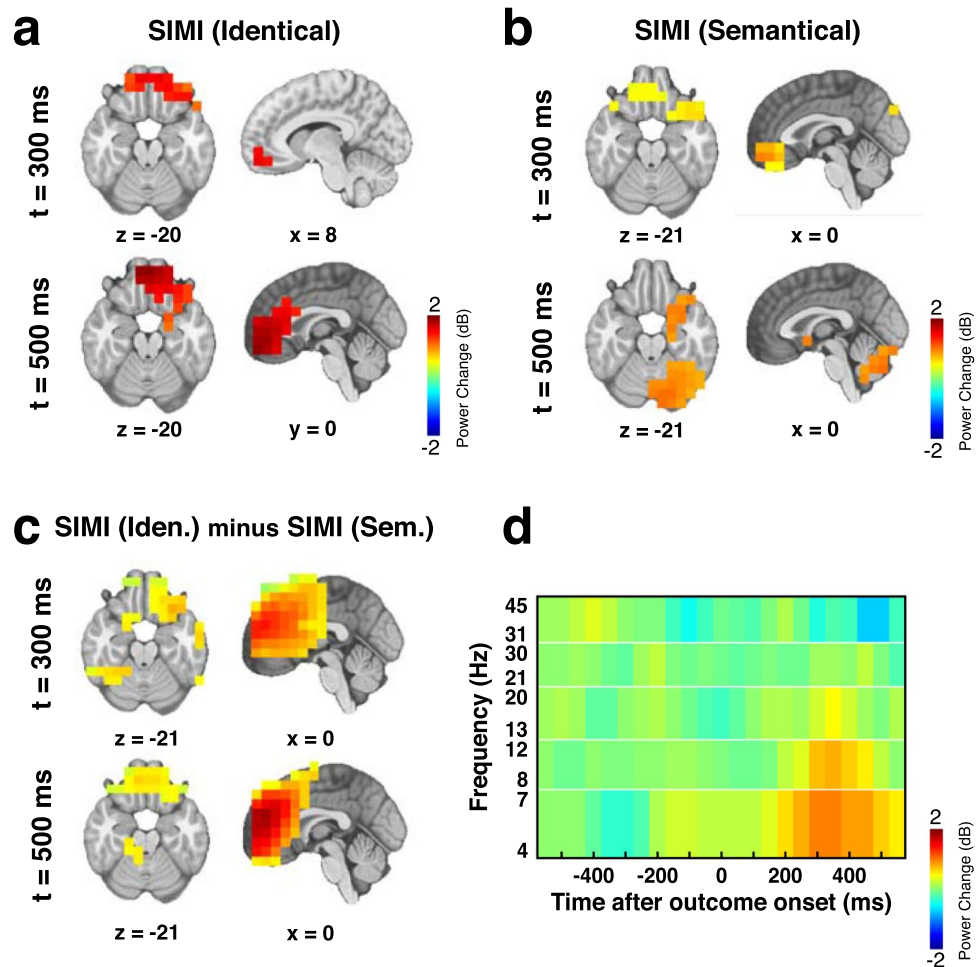 a
SIMI (Identical)
t = 300 ms
z = -20
x = 8
t = 500 ms
z = -20
y = 0
2
-2
Power Change (dB)
b
SIMI (Semantical)
t = 300 ms
z = -21
x = 0
t = 500 ms
z = -21
x = 0
2
-2
Power Change (dB)
c
SIMI (Iden.) minus SIMI (Sem.)
t = 300 ms
z = -21
x = 0
t = 500 ms
z = -21
x = 0
d
Frequency (Hz)
45
31
30
21
20
13
12
8
7
4
-400 -200 0 200 400
Time after outcome onset (ms)
2
-2
Power Change (dB)